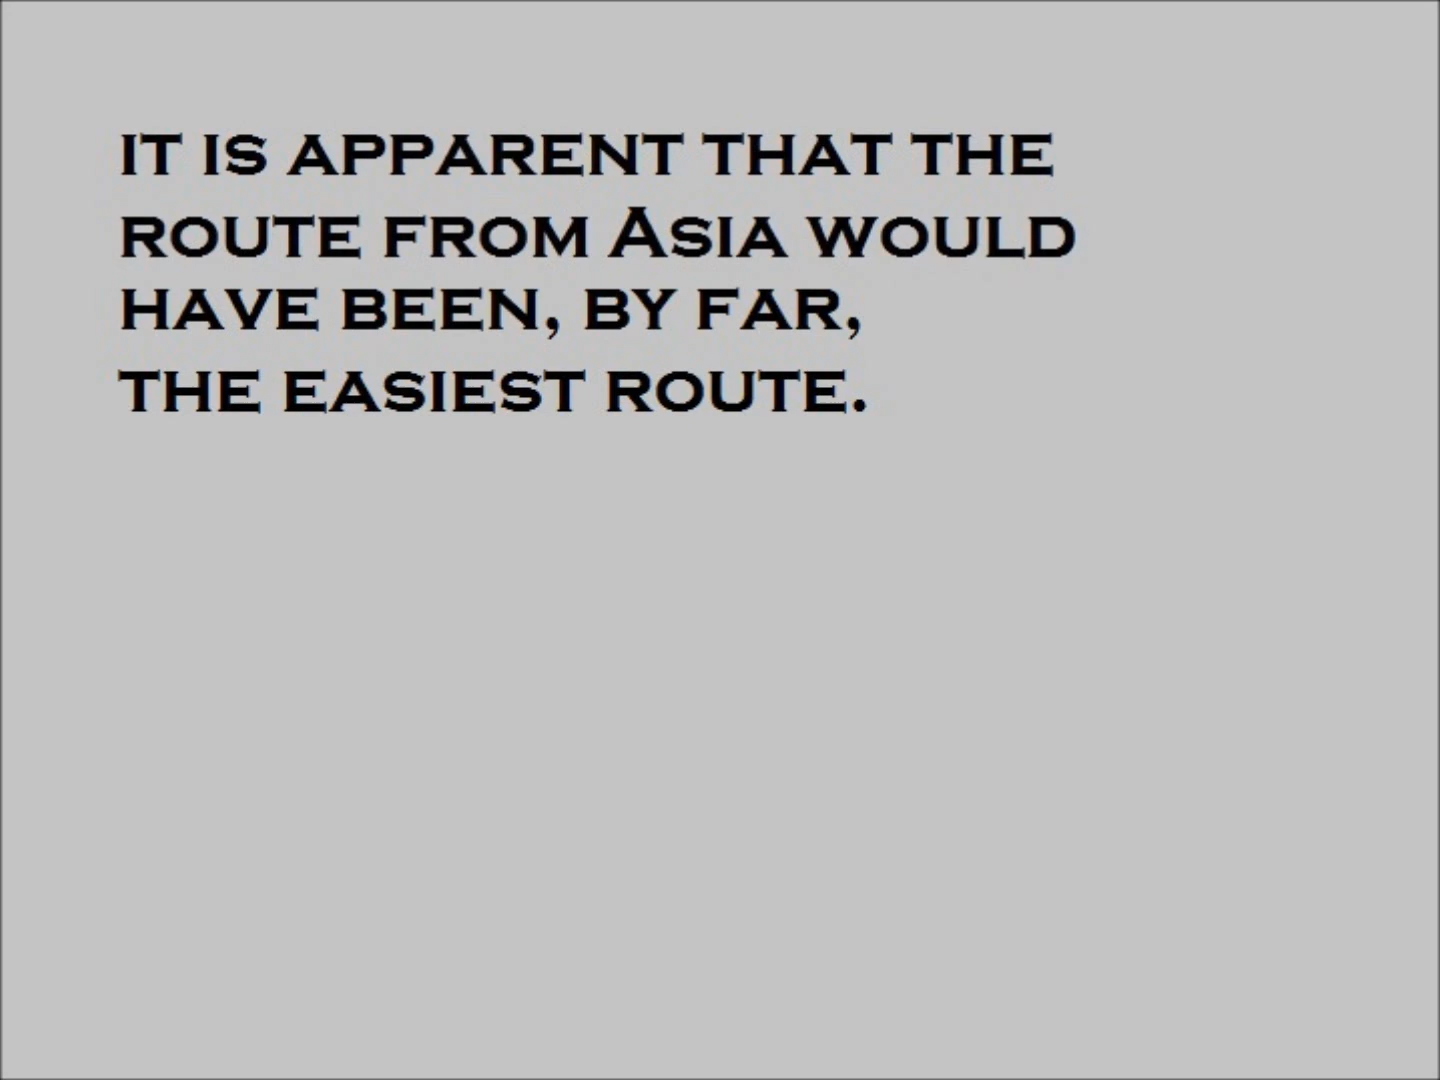 IT IS APPARENT THAT THE
ROUTE FROM ASIA WOULD
HAVE BEEN, BY FAR,
THE EASIEST ROUTE.